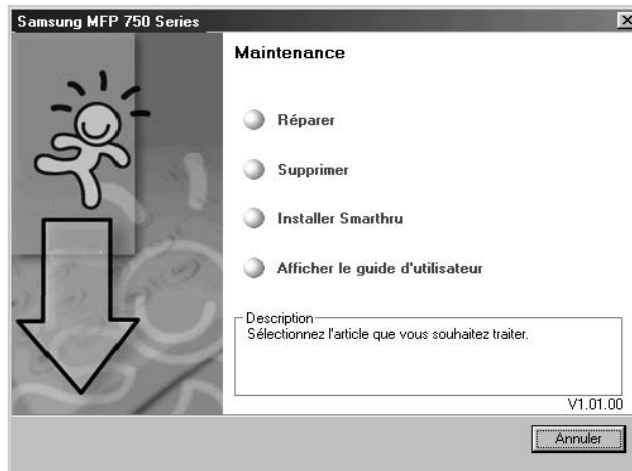 Samsung MFP 750 Series
Maintenance
Réparer
Supprimer
Installer Smarthru
Afficher le guide d'utilisateur
Description
Sélectionnez l'article que vous souhaitez traiter.
V1.01.00
Annuler